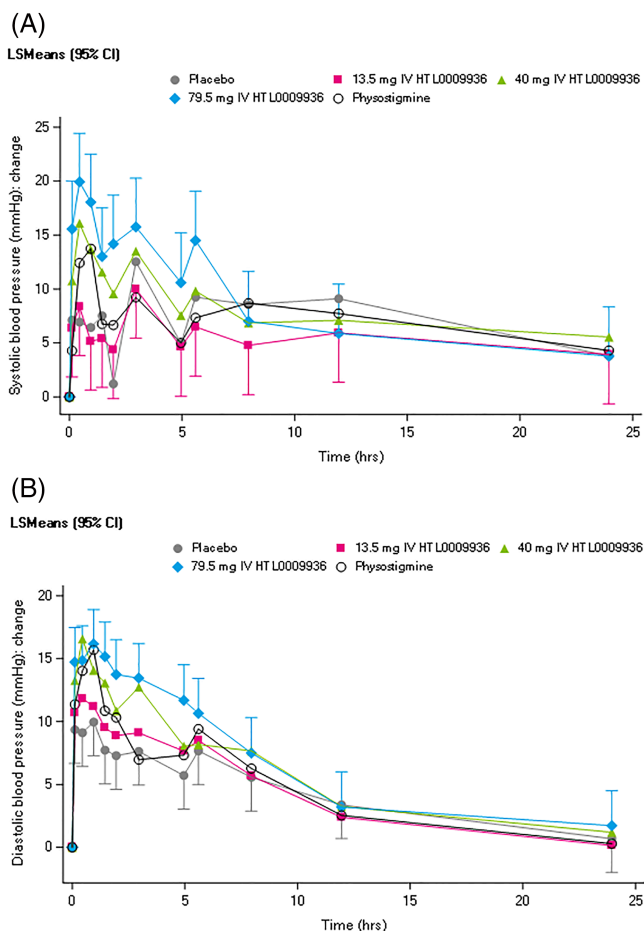 (A)
LSMeans (95% CI)
Placebo 13.5 mg IV HTL0009936 40 mg IV HTL0009936
79.5 mg IV HTL0009936 Physostigmine
Systolic blood pressure (mmHg): change
25
20
15
10
5
0
0 5 10 15 20 25
Time (hrs)
(B)
LSMeans (95% CI)
Placebo 13.5 mg IV HTL0009936 40 mg IV HTL0009936
79.5 mg IV HTL0009936 Physostigmine
Diastolic blood pressure (mmHg): change
20
15
10
5
0
0 5 10 15 20 25
Time (hrs)